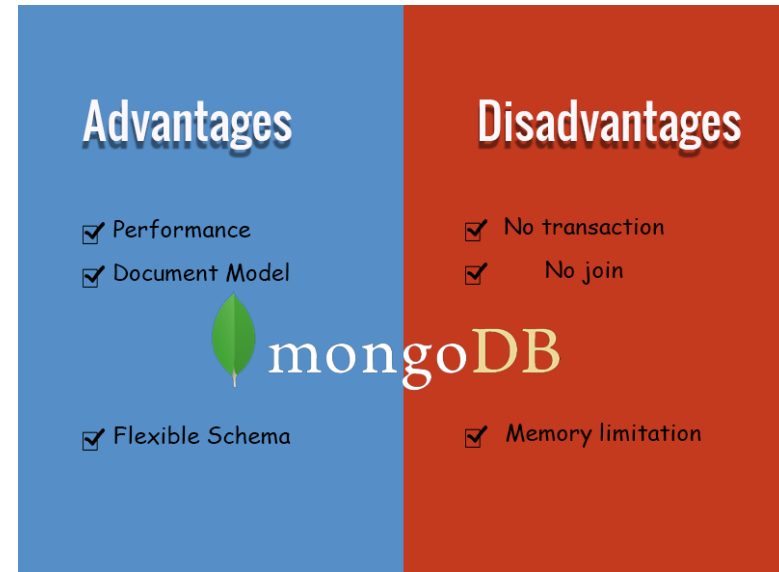 Advantages
Performance
Document Model
Flexible Schema
mongoDB
Disadvantages
No transaction
No join
Memory limitation